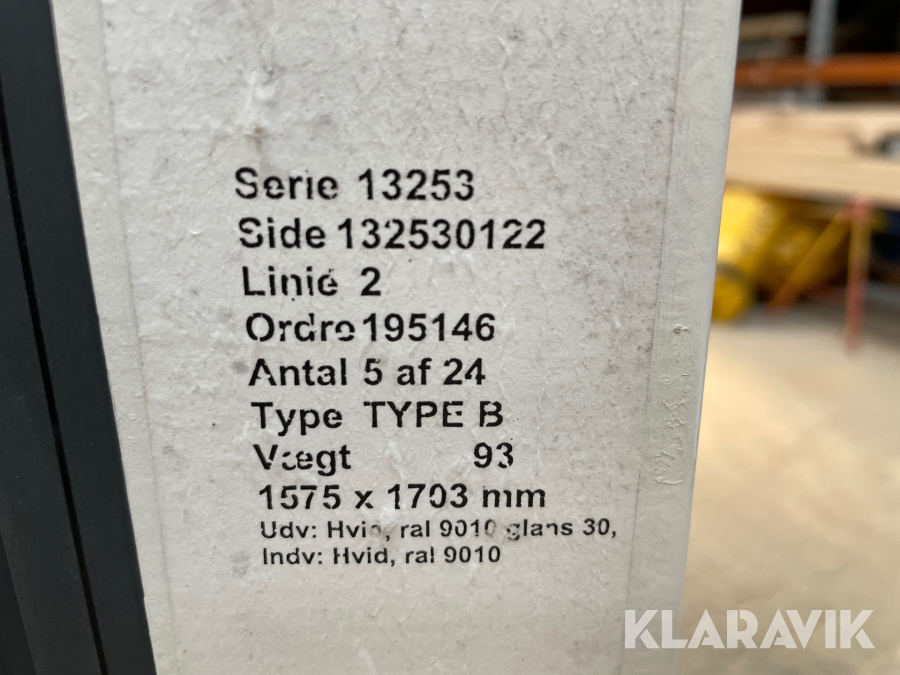 Serie 13253
Side 132530122
Linie 2
Ordre 195146
Antal 5 af 24
Type TYPE B
Vægt 93
1575 x 1703 mm
Udv: Hvid, ral 9010 glans 30,
Indv: Hvid, ral 9010
KLARAVIK